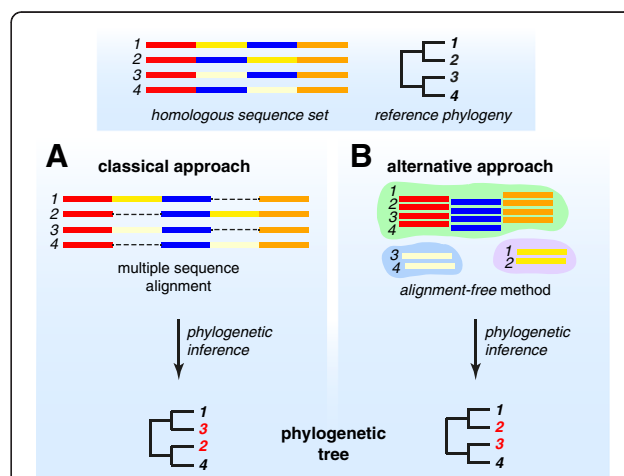 1
2
3
4
homologous sequence set
1
2
3
4
reference phylogeny
A
classical approach
1
2
3
4
multiple sequence
alignment
phylogenetic
inference
1
3
2
4
B
alternative approach
1
2
3
4
3
4
1
2
alignment-free method
phylogenetic
inference
1
2
3
4
phylogenetic
tree